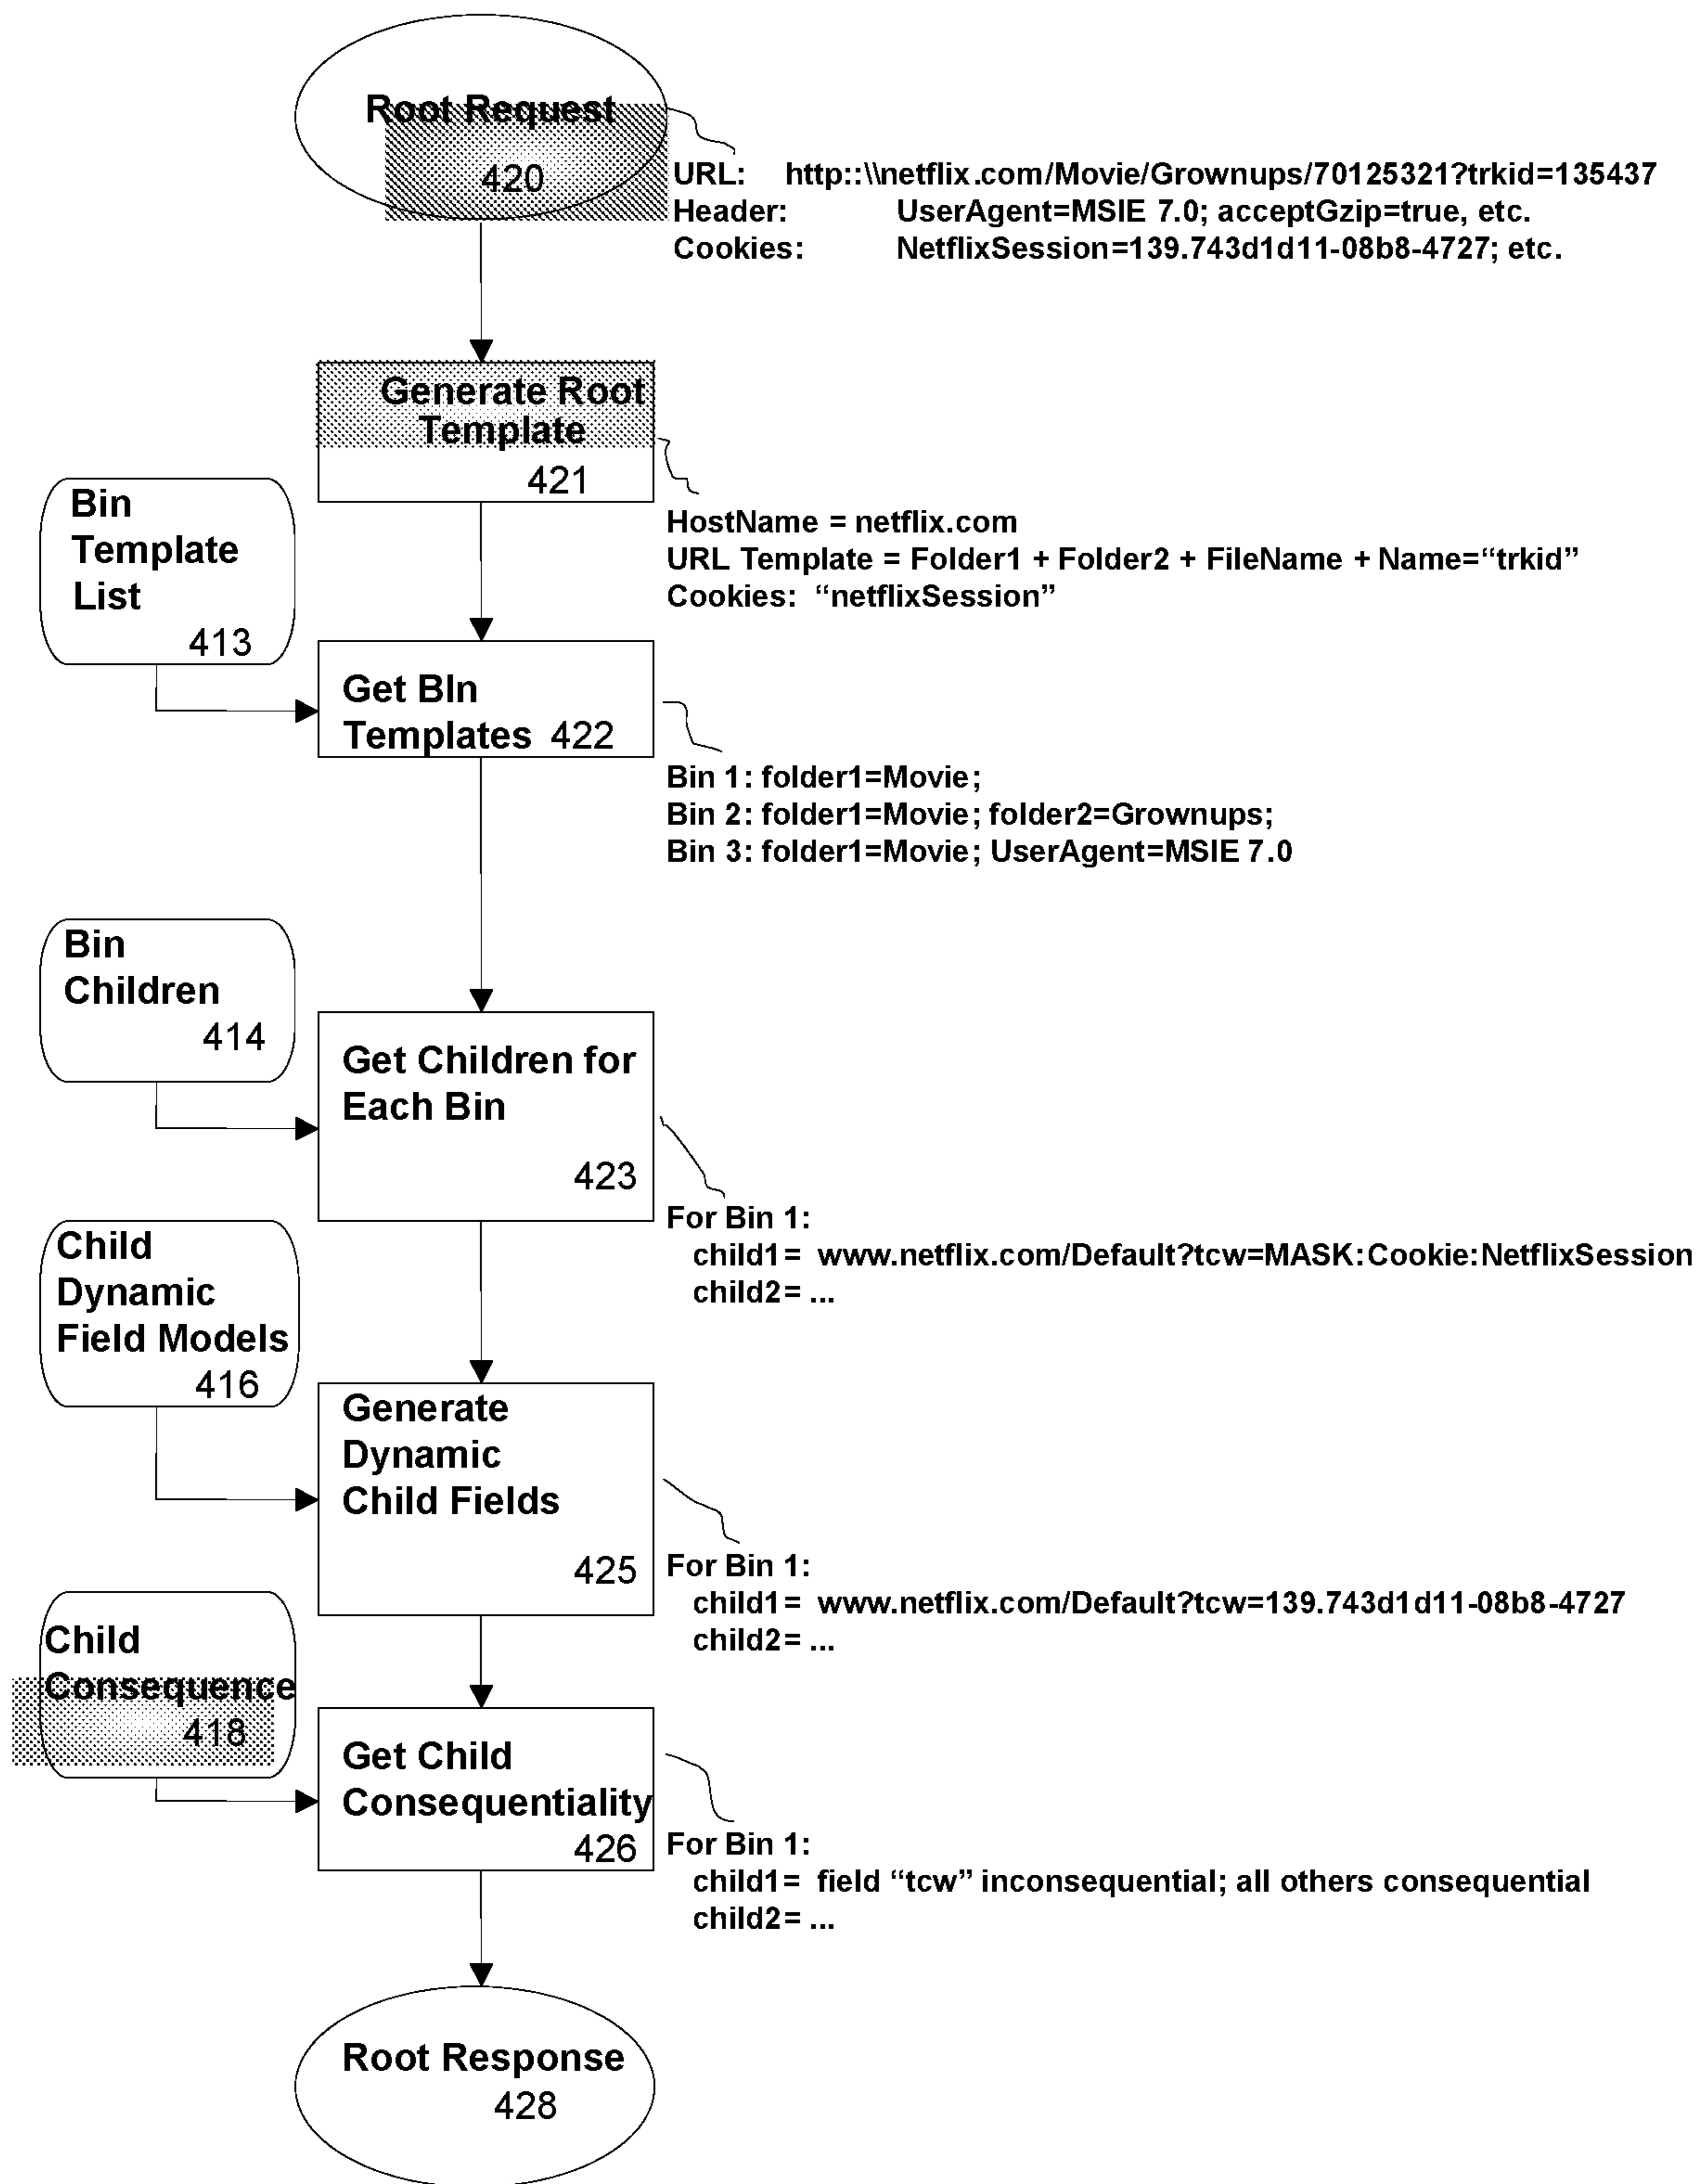 Root Request
420
URL: http::\\netflix.com/Movie/Grownups/70125321?trkid=135437
Header: UserAgent=MSIE 7.0; acceptGzip=true, etc.
Cookies: NetflixSession=139.743d1d11-08b8-4727; etc.
Generate Root
Template
421
HostName = netflix.com
URL Template = Folder1 + Folder2 + FileName + Name=“trkid”
Cookies: “netflixSession”
Bin
Template
List
413
Get BIn
Templates 422
Bin 1: folder1=Movie;
Bin 2: folder1=Movie; folder2=Grownups;
Bin 3: folder1=Movie; UserAgent=MSIE 7.0
Bin
Children
414
Get Children for
Each Bin
423
For Bin 1:
child1= www.netflix.com/Default?tcw=MASK:Cookie:NetflixSession
child2= ...
Child
Dynamic
Field Models
416
Generate
Dynamic
Child Fields
425
For Bin 1:
child1= www.netflix.com/Default?tcw=139.743d1d11-08b8-4727
child2= ...
Child
Consequence
418
Get Child
Consequentiality
426
For Bin 1:
child1= field “tcw” inconsequential; all others consequential
child2= ...
Root Response
428